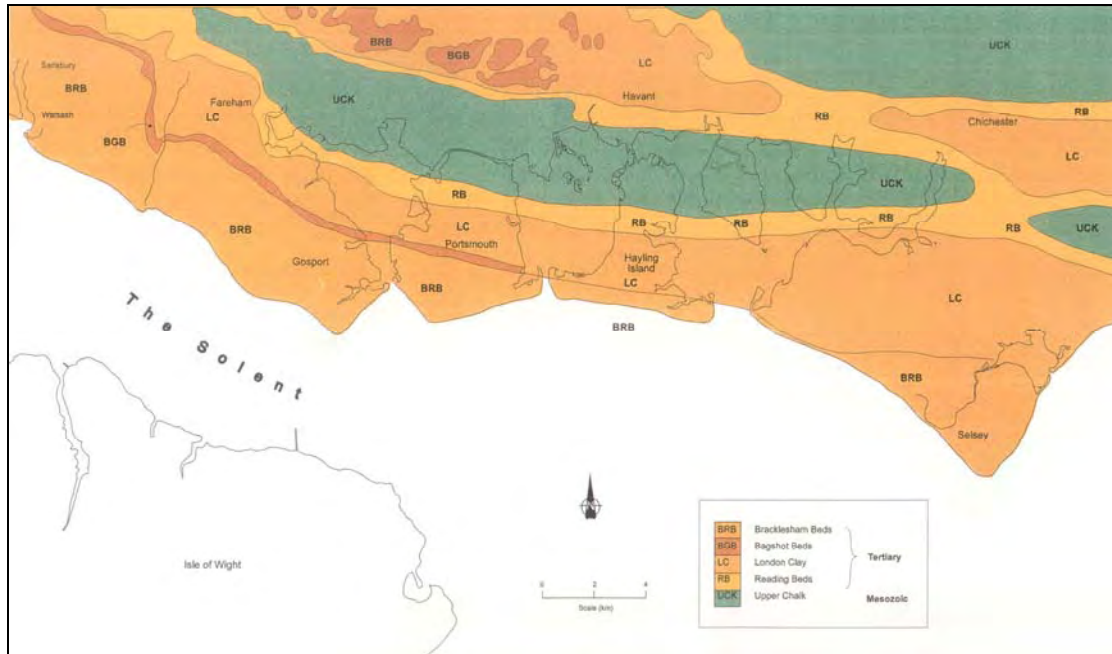 BRB
BGB
LC
UCK
Salisbury
BRB
Warsash
Fareham
LC
UCK
Havant
RB
RB
Chichester
LC
BGB
RB
UCK
RB
RB
RB
RB
UCK
LC
Portsmouth
BRB
Gosport
Hayling
Island
LC
LC
BRB
BRB
The Solent
BRB
Selsey
Isle of Wight
0 2 4
Scale (km)
BRB Bracklesham Beds
BGB Bagshot Beds
LC London Clay
RB Reading Beds
UCK Upper Chalk
Tertiary
Mesozoic